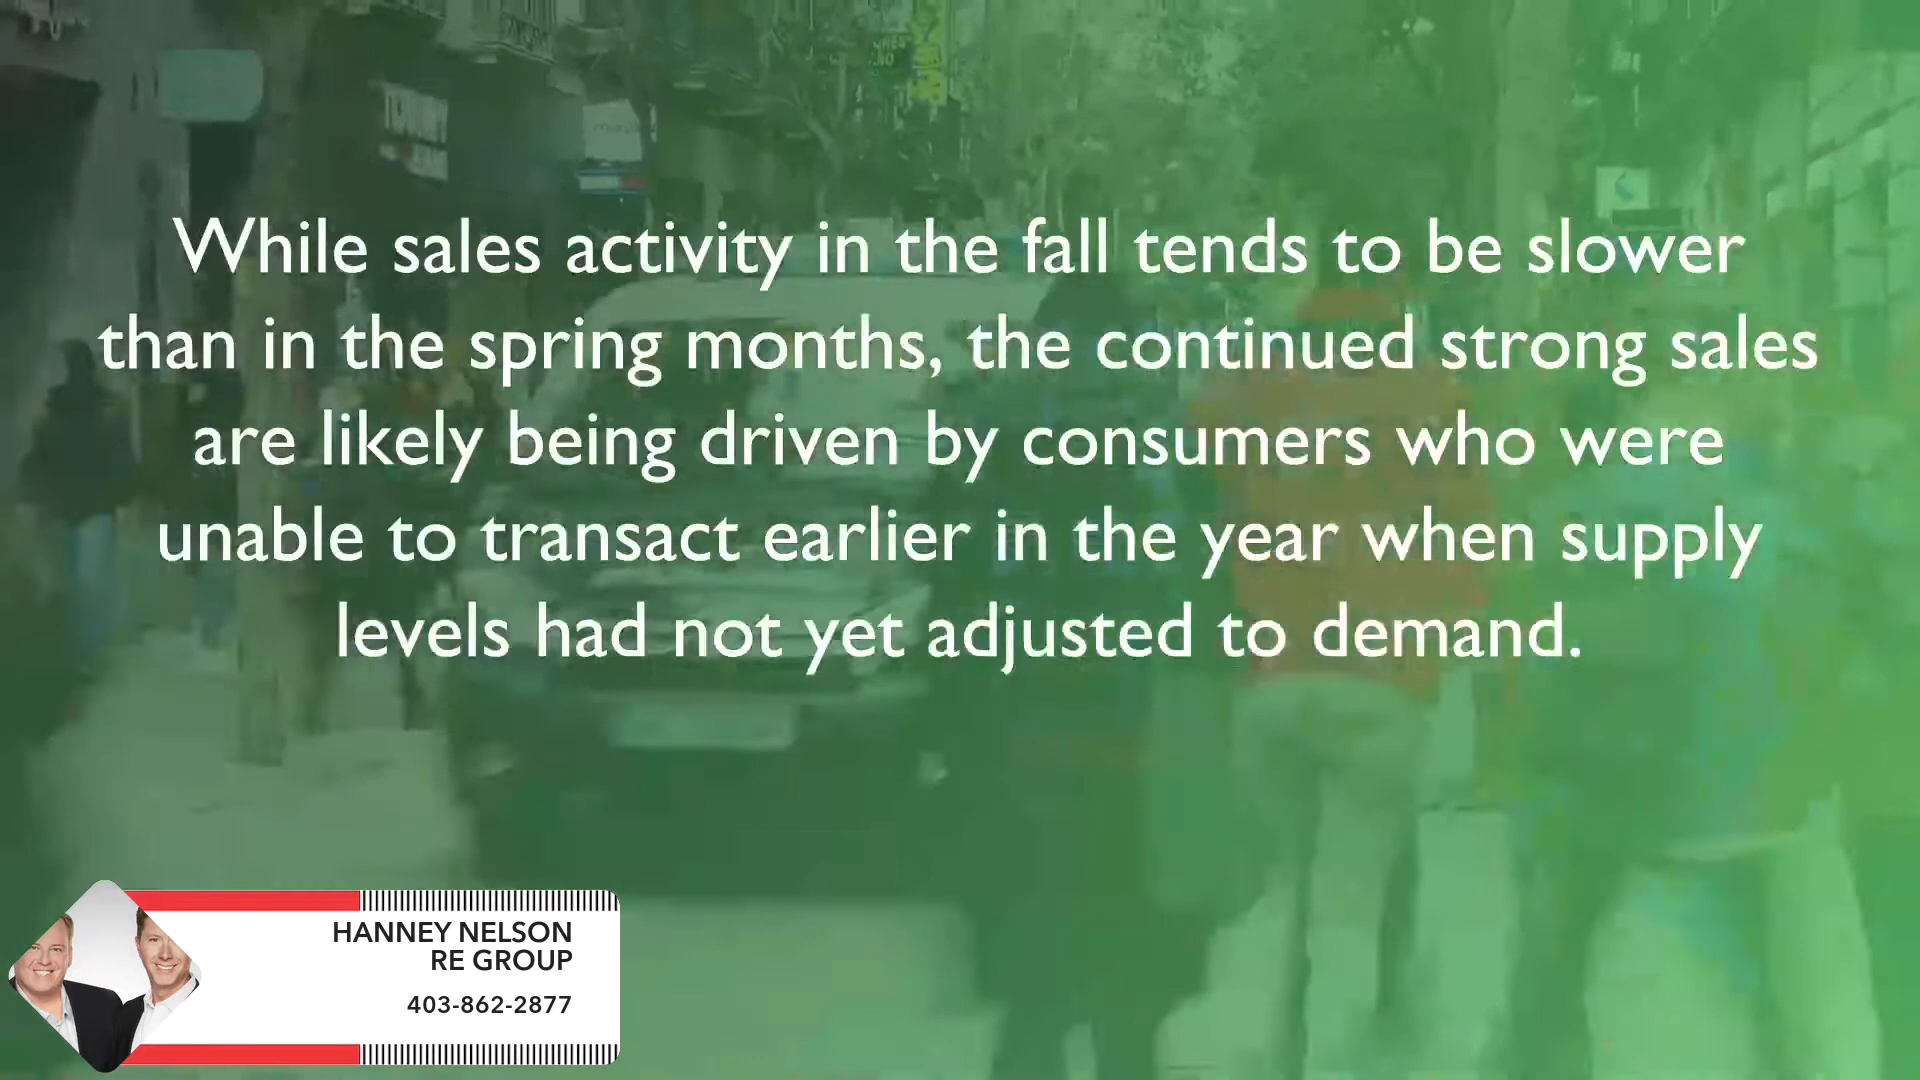 While sales activity in the fall tends to be slower
than in the spring months, the continued strong sales
are likely being driven by consumers who were
unable to transact earlier in the year when supply
levels had not yet adjusted to demand.
HANNEY NELSON
RE GROUP
403-862-2877